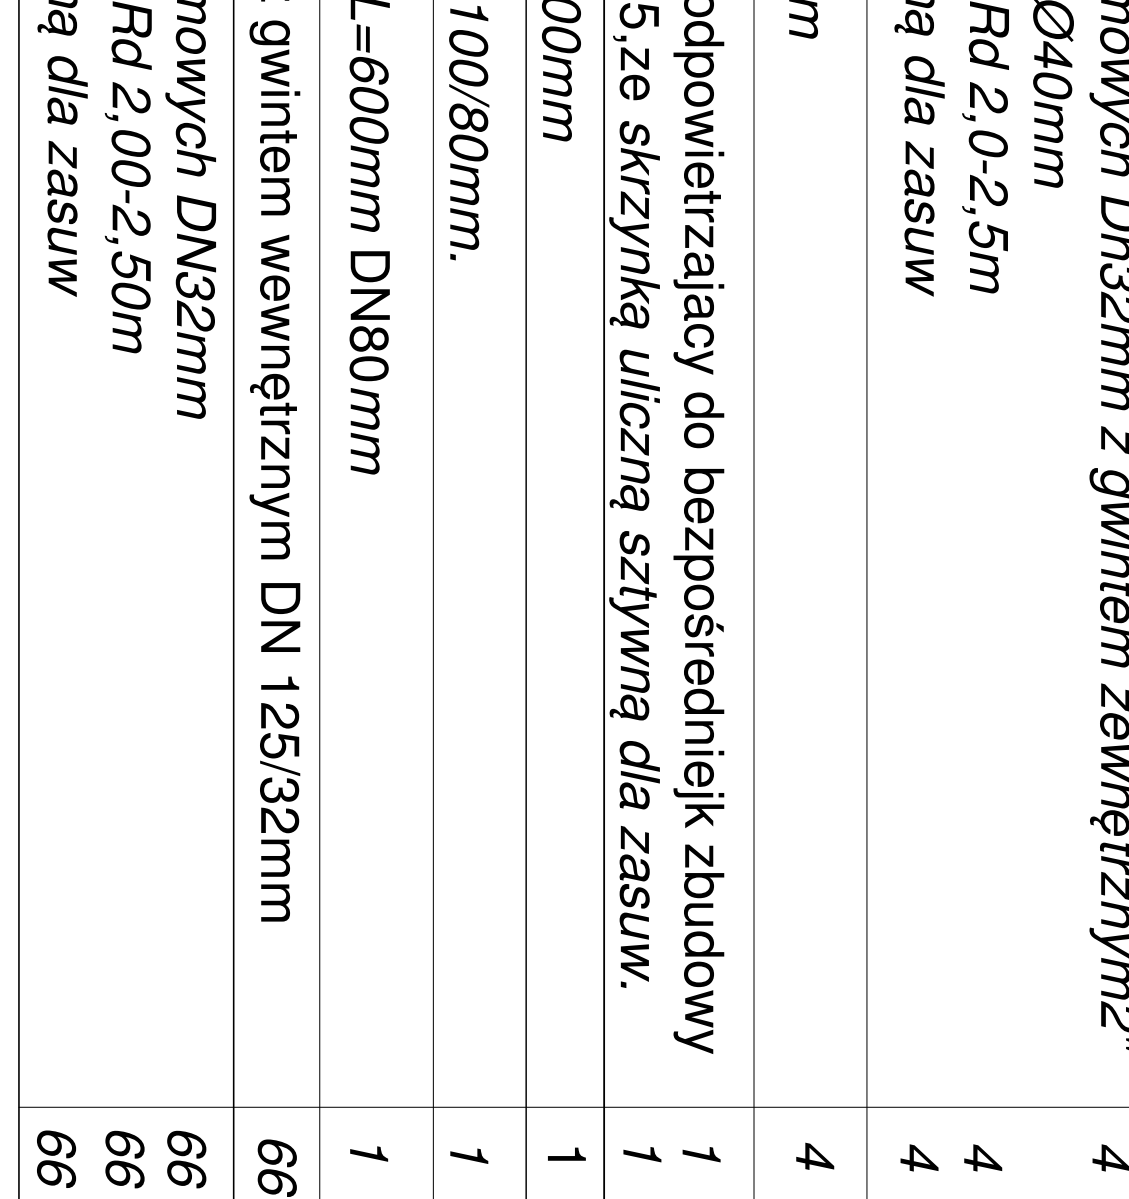 mowych Dn32mm z gwintem zewnętrznym2" 4
Ø40mm
Rd 2,0-2,5m 4
ną dla zasuw 4
m 4
odpowietrzajacy do bezpośredniejk zbudowy 1
5,ze skrzynką uliczną sztywną dla zasuw. 1
00mm 1
100/80mm. 1
L=600mm DN80mm 1
gwintem wewnętrznym DN 125/32mm 66
mowych DN32mm 66
Rd 2,00-2,50m 66
ną dla zasuw 66